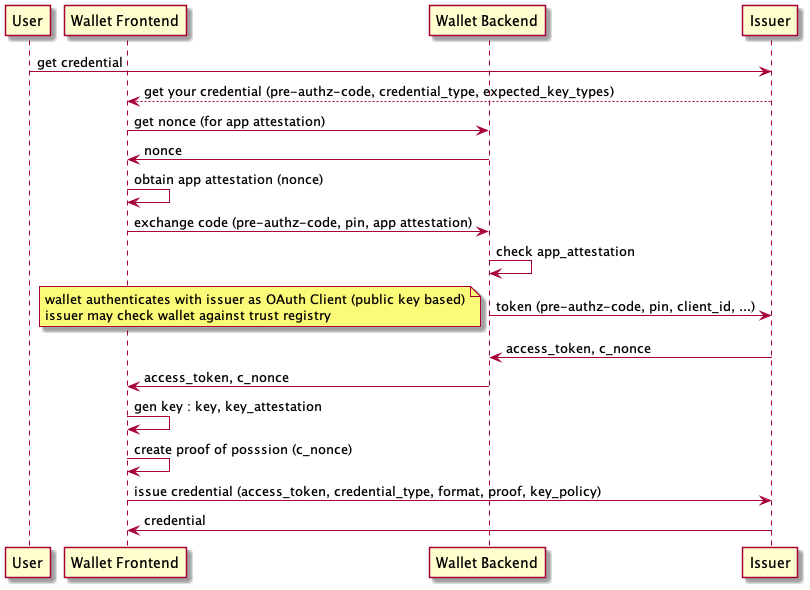 User
Wallet Frontend
Wallet Backend
Issuer
get credential
get your credential (pre-authz-code, credential_type, expected_key_types)
get nonce (for app attestation)
nonce
obtain app attestation (nonce)
exchange code (pre-authz-code, pin, app attestation)
check app_attestation
wallet authenticates with issuer as OAuth Client (public key based)
issuer may check wallet against trust registry
token (pre-authz-code, pin, client_id, ...)
access_token, c_nonce
access_token, c_nonce
gen key : key, key_attestation
create proof of posssion (c_nonce)
issue credential (access_token, credential_type, format, proof, key_policy)
credential
User
Wallet Frontend
Wallet Backend
Issuer